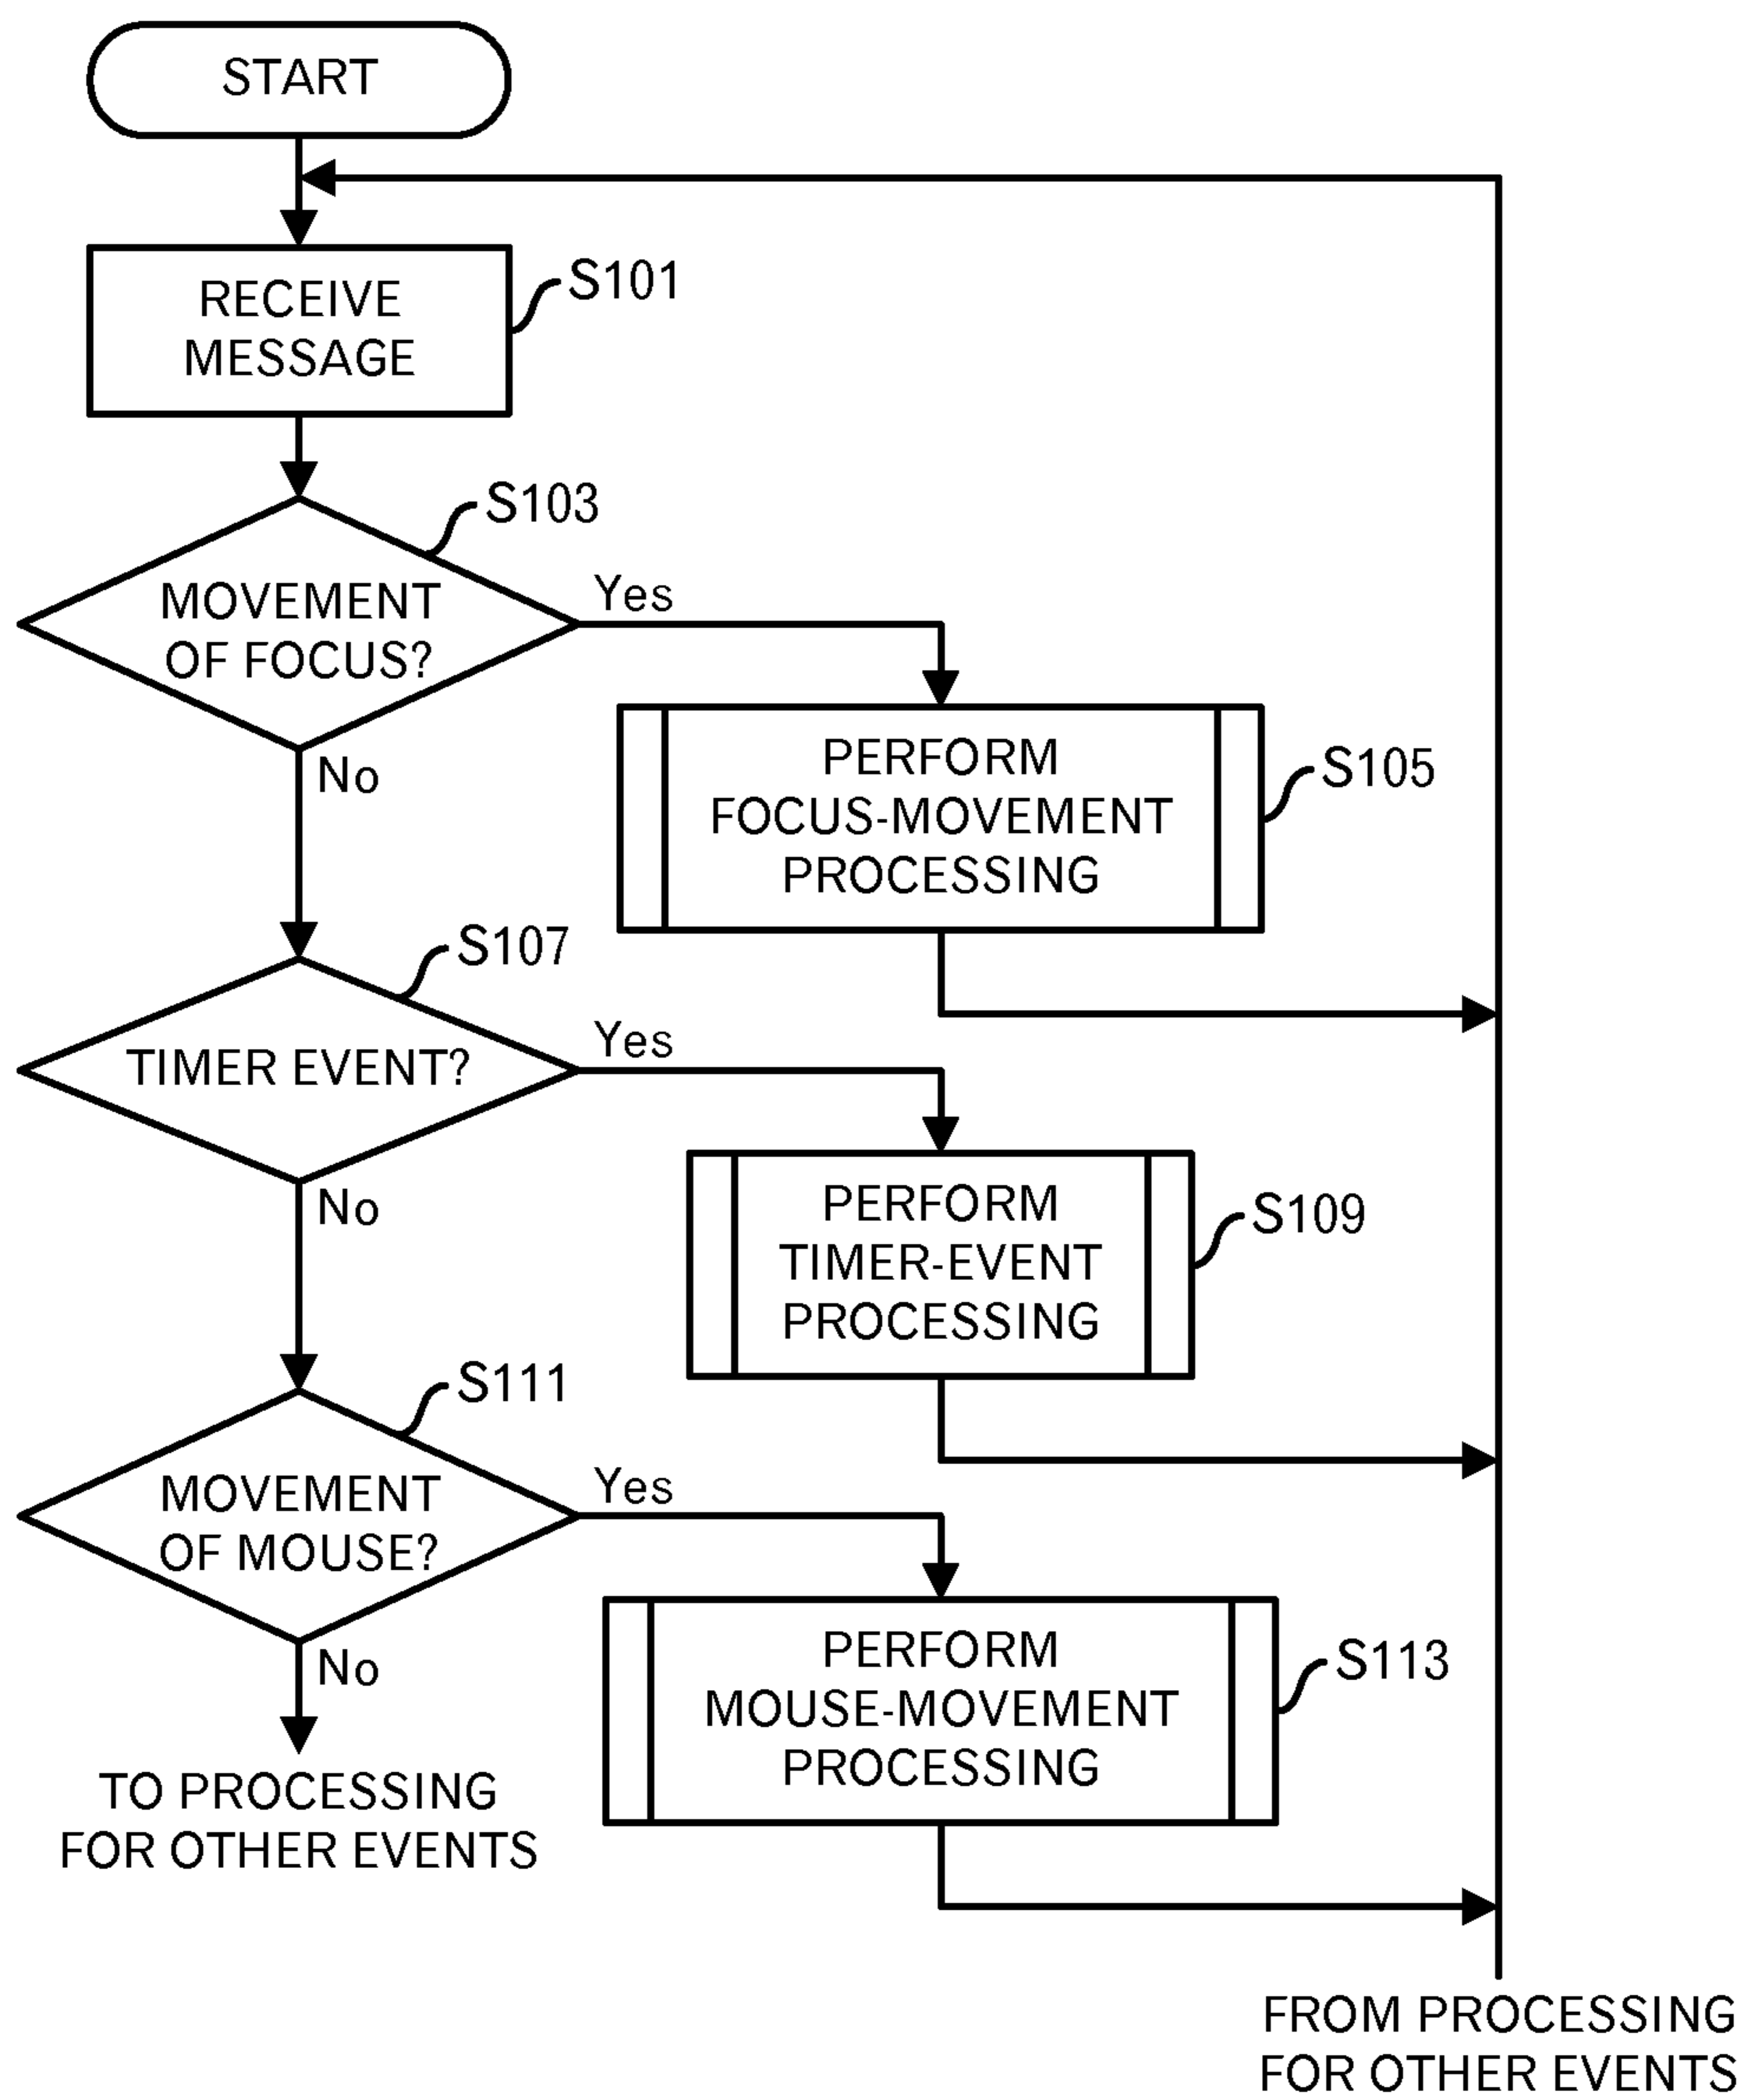 START
RECEIVE
MESSAGE
S101
S103
MOVEMENT
OF FOCUS?
Yes
No
PERFORM
FOCUS-MOVEMENT
PROCESSING
S105
S107
TIMER EVENT?
Yes
No
PERFORM
TIMER-EVENT
PROCESSING
S109
S111
MOVEMENT
OF MOUSE?
Yes
No
PERFORM
MOUSE-MOVEMENT
PROCESSING
S113
TO PROCESSING
FOR OTHER EVENTS
FROM PROCESSING
FOR OTHER EVENTS